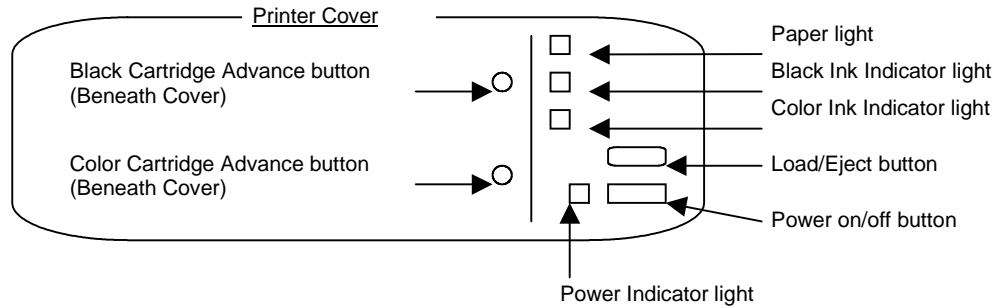 Printer Cover
Paper light
Black Cartridge Advance button
(Beneath Cover)
Black Ink Indicator light
Color Ink Indicator light
Color Cartridge Advance button
(Beneath Cover)
Load/Eject button
Power on/off button
Power Indicator light